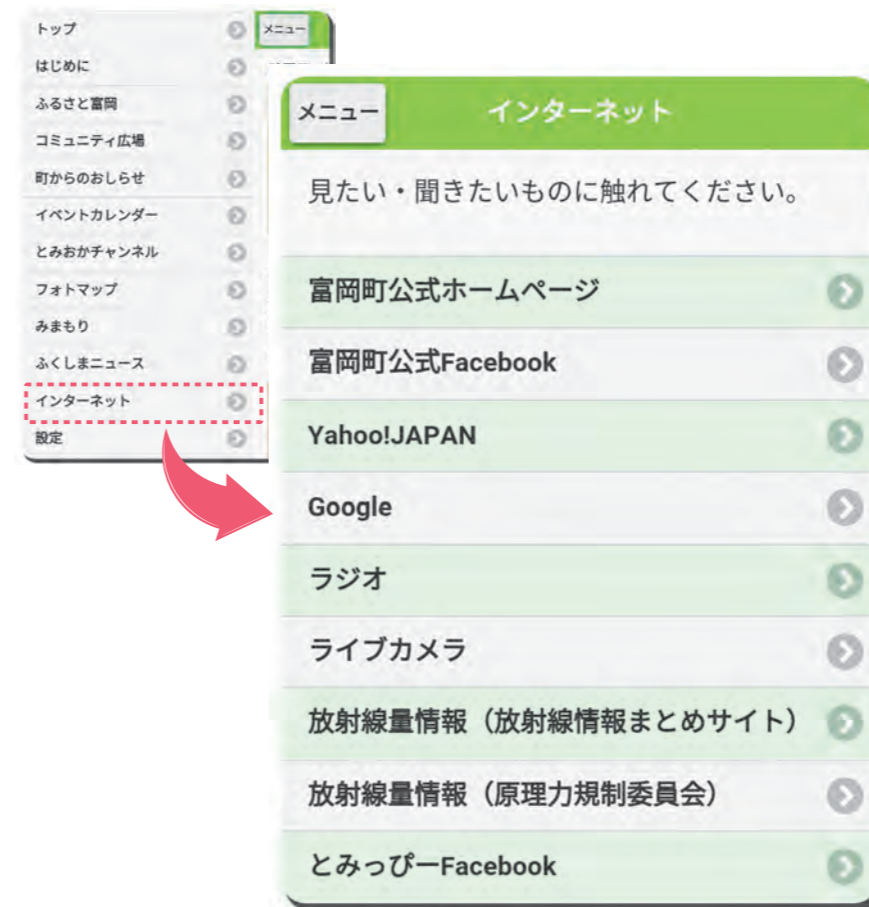 トップ
はじめに
ふるさと富岡
コミュニティ広場
町からのおしらせ
イベントカレンダー
とみおかチャンネル
フォトマップ
みまもり
ふくしまニュース
インターネット
設定
メニュー
メニュー
インターネット
見たい・聞きたいものに触れてください。
富岡町公式ホームページ
富岡町公式Facebook
Yahoo!JAPAN
Google
ラジオ
ライブカメラ
放射線量情報（放射線情報まとめサイト）
放射線量情報（原理力規制委員会）
とみっぴーFacebook